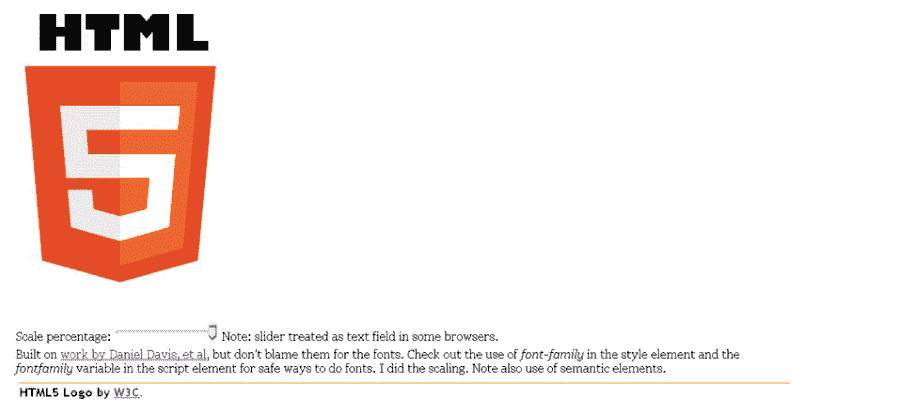 HTML
5
Scale percentage: Note: slider treated as text field in some browsers.
Built on work by Daniel Davis, et al, but don't blame them for the fonts. Check out the use of font-family in the style element and the
fontfamily variable in the script element for safe ways to do fonts. I did the scaling. Note also use of semantic elements.
HTML5 Logo by W3C.